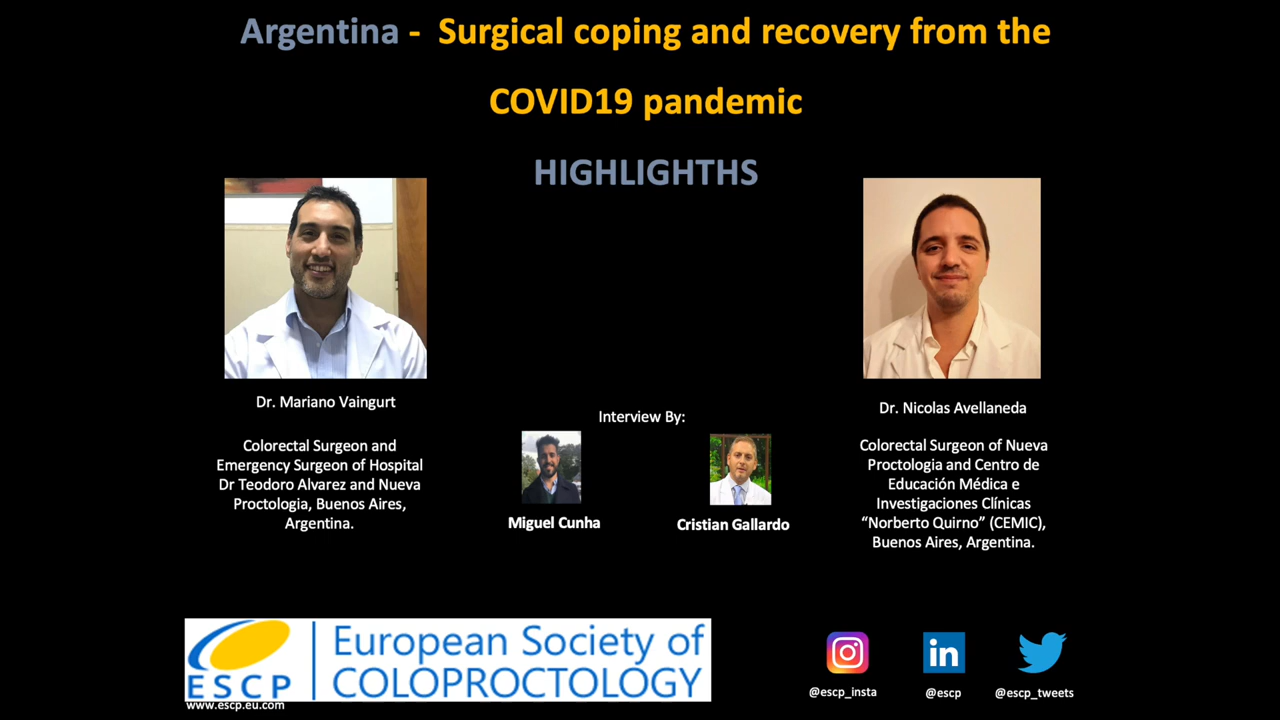 Argentina - Surgical coping and recovery from the
COVID19 pandemic
HIGHLIGHTHS
Dr. Mariano Vaingurt
Colorectal Surgeon and
Emergency Surgeon of Hospital
Dr Teodoro Alvarez and Nueva
Proctologia, Buenos Aires,
Argentina.
Interview By:
Miguel Cunha
Cristian Gallardo
Dr. Nicolas Avellaneda
Colorectal Surgeon of Nueva
Proctologia and Centro de
Educación Médica e
Investigaciones Clínicas
“Norberto Quirno” (CEMIC),
Buenos Aires, Argentina.
ESCP
European Society of
COLOPROCTOLOGY
www.escp.eu.com
in
@escp_insta
@escp
@escp_tweets